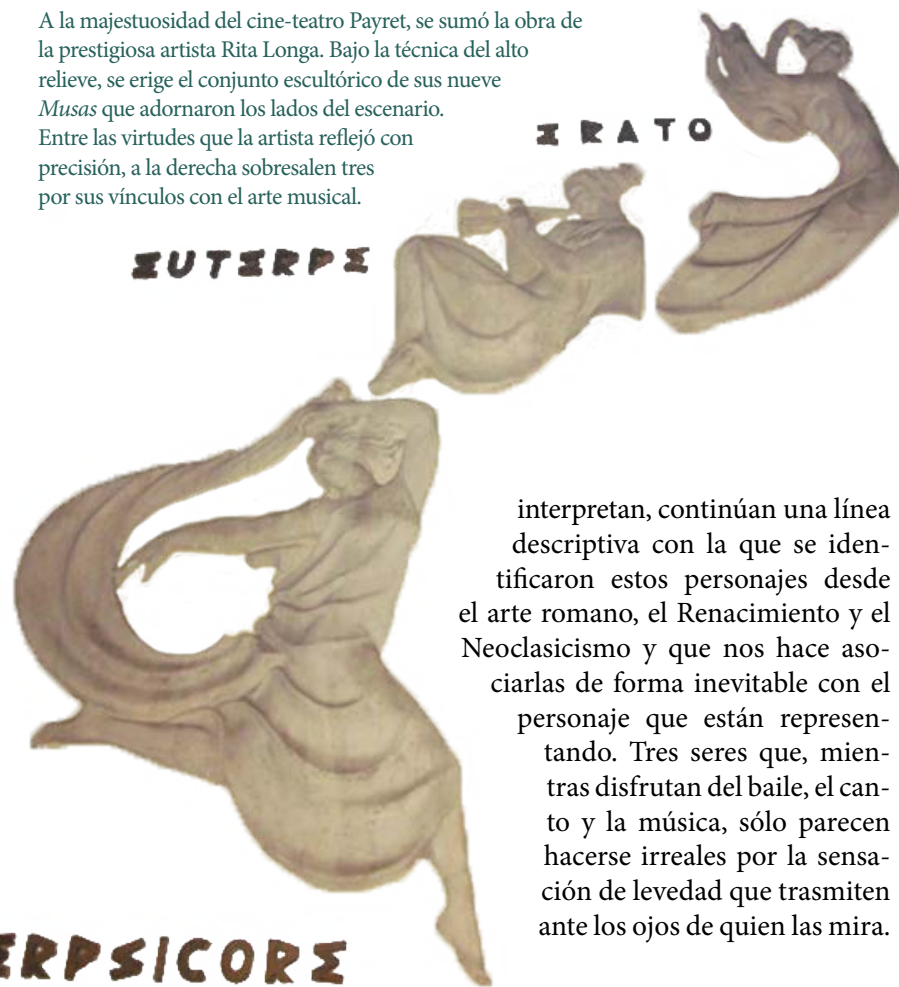 A la majestuosidad del cine-teatro Payret, se sumó la obra de
la prestigiosa artista Rita Longa. Bajo la técnica del alto
relieve, se erige el conjunto escultórico de sus nueve
Musas que adornaron los lados del escenario.
Entre las virtudes que la artista reflejó con
precisión, a la derecha sobresalen tres
por sus vínculos con el arte musical.
ERATO
EUTERPE
interpretan, continúan una línea
descriptiva con la que se iden-
tificaron estos personajes desde
el arte romano, el Renacimiento y el
Neoclasicismo y que nos hace aso-
ciarlas de forma inevitable con el
personaje que están represen-
tando. Tres seres que, mien-
tras disfrutan del baile, el can-
to y la música, sólo parecen
hacerse irreales por la sensa-
ción de levedad que trasmiten
ante los ojos de quien las mira.
ERPSICORE